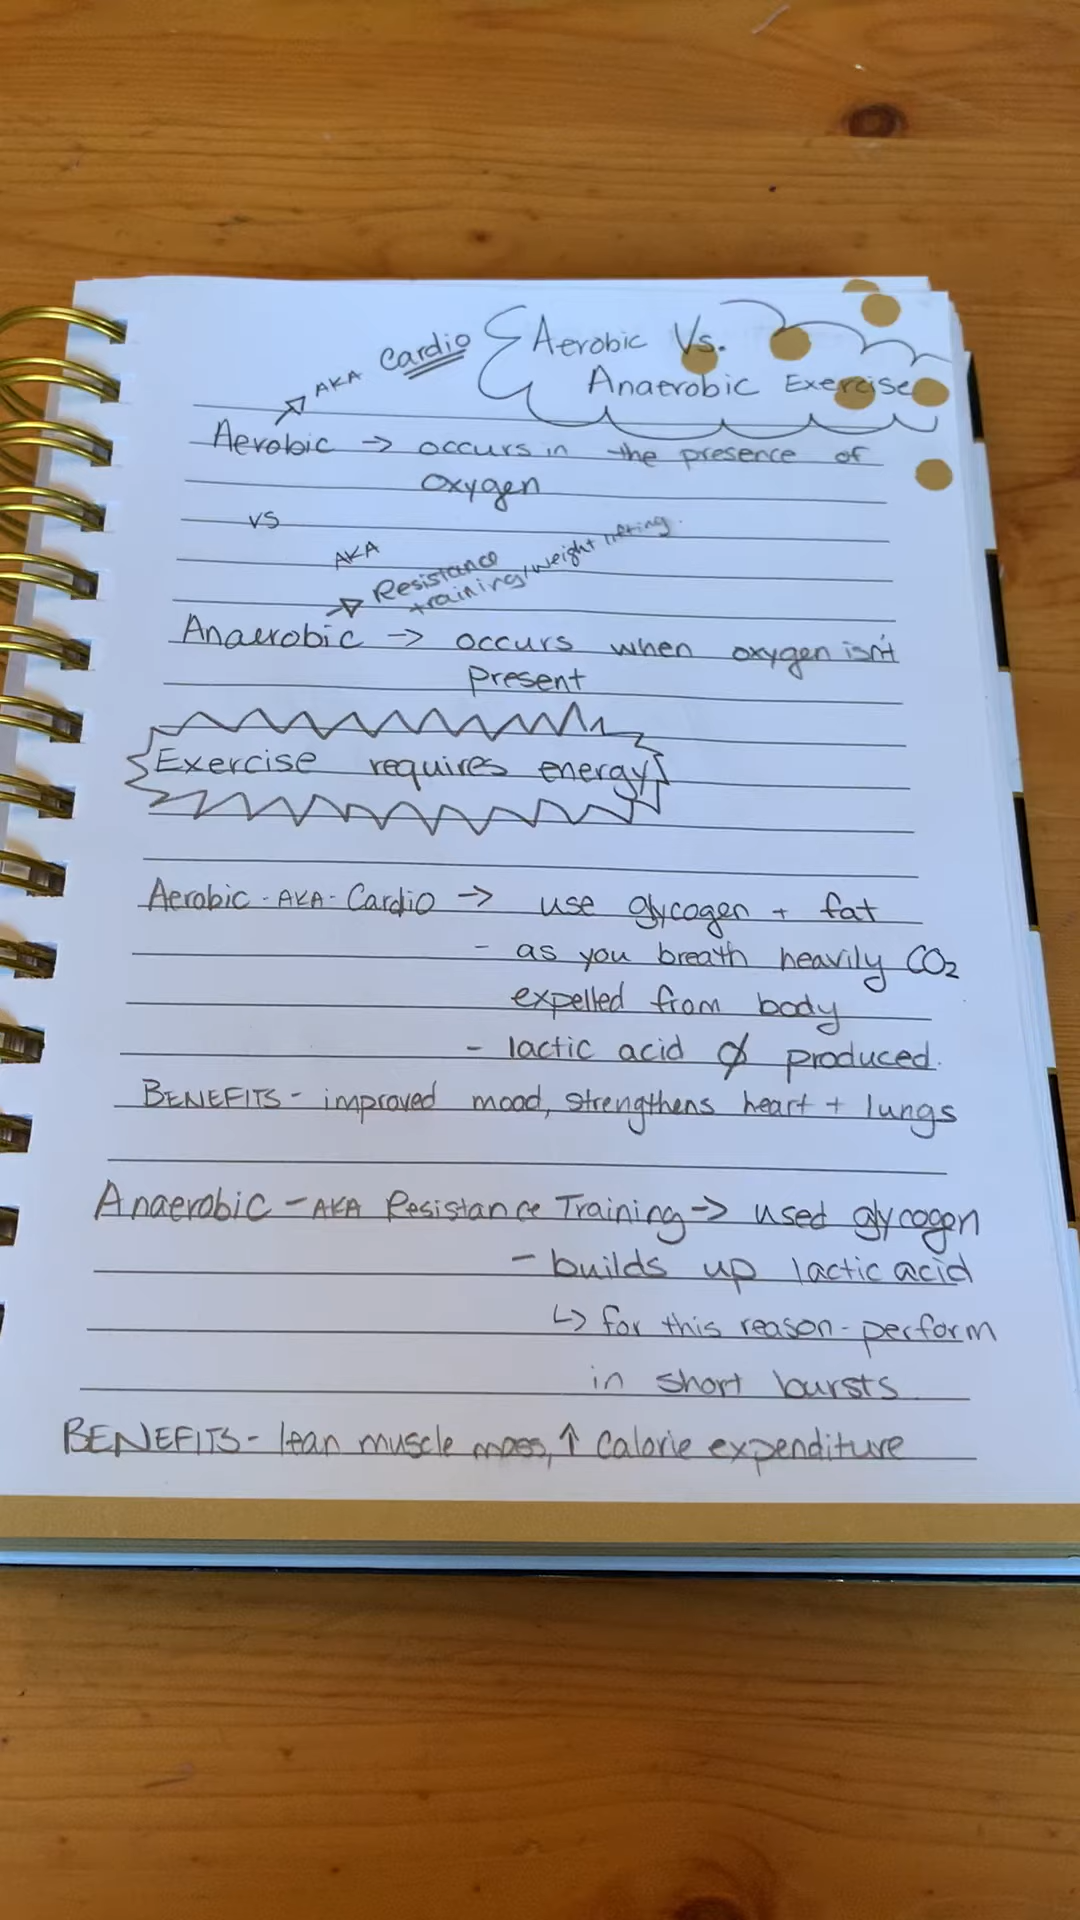 Aerobic Vs.
Anaerobic Exercise
AKA Cardio
Aerobic → occurs in the presence of
oxygen
vs
AKA
Resistance
training/weight lifting.
Anaerobic → occurs when oxygen isn't
present
Exercise requires energy
Aerobic - AKA - Cardio → use glycogen + fat
- as you breath heavily CO2
expelled from body
- lactic acid ∅ produced.
BENEFITS - improved mood, strengthens heart + lungs
Anaerobic - AKA Resistance Training → used glycogen
- builds up lactic acid
↳ for this reason - perform
in short bursts
BENEFITS - lean muscle mass, ↑ calorie expenditure